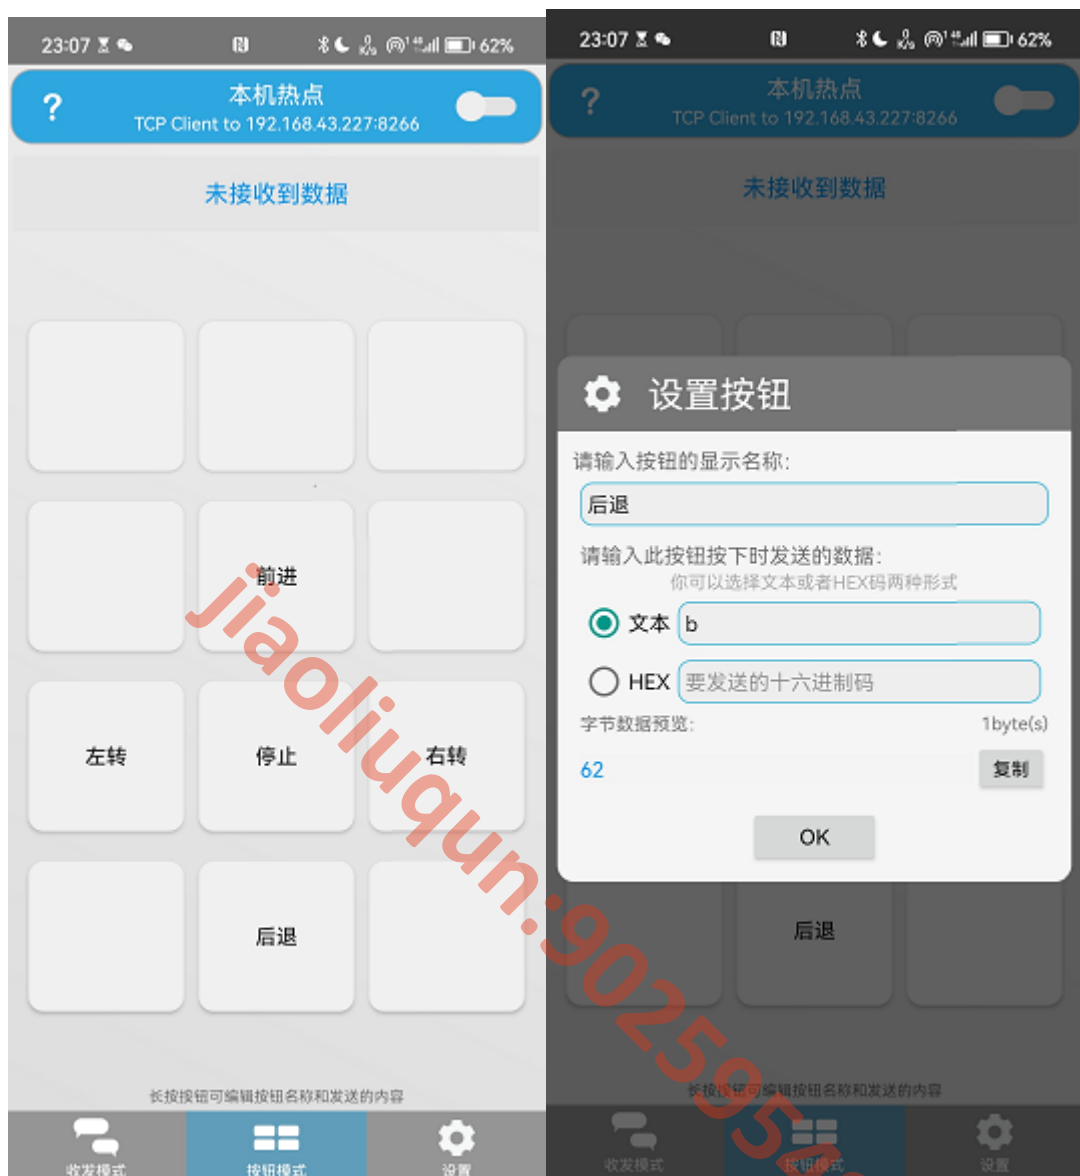 23:07 62%
本机热点
?
TCP Client to 192.168.43.227:8266
未接收到数据
前进
左转 停止 右转
后退
长按按钮可编辑按钮名称和发送的内容
收发模式 按钮模式 设置
23:07 62%
本机热点
?
TCP Client to 192.168.43.227:8266
未接收到数据
设置按钮
请输入按钮的显示名称:
后退
请输入此按钮按下时发送的数据:
你可以选择文本或者HEX码两种形式
文本 b
HEX 要发送的十六进制码
字节数据预览: 1byte(s)
62 复制
OK
后退
长按按钮可编辑按钮名称和发送的内容
收发模式 按钮模式 设置
jiaoliuqun:9025954